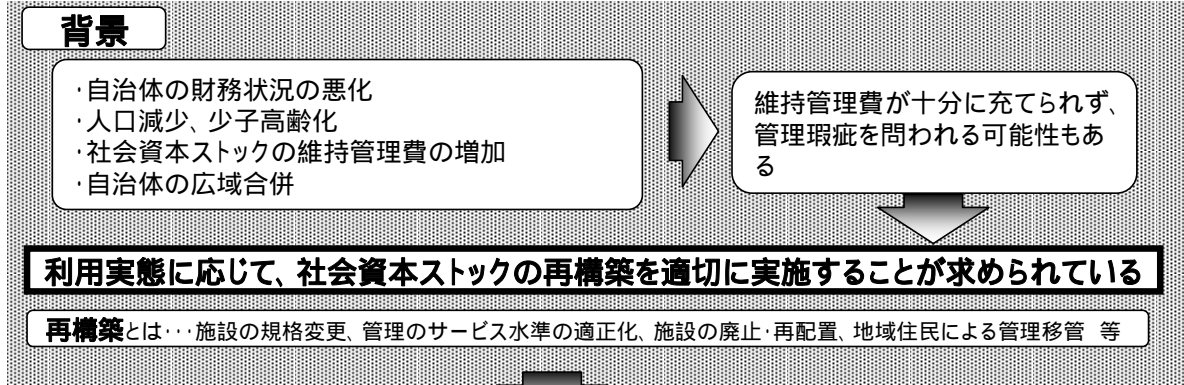 背景
･自治体の財務状況の悪化
･人口減少、少子高齢化
･社会資本ストックの維持管理費の増加
･自治体の広域合併
維持管理費が十分に充てられず、
管理瑕疵を問われる可能性もあ
る
利用実態に応じて、社会資本ストックの再構築を適切に実施することが求められている
再構築とは･･･施設の規格変更、管理のサービス水準の適正化、施設の廃止･再配置、地域住民による管理移管 等